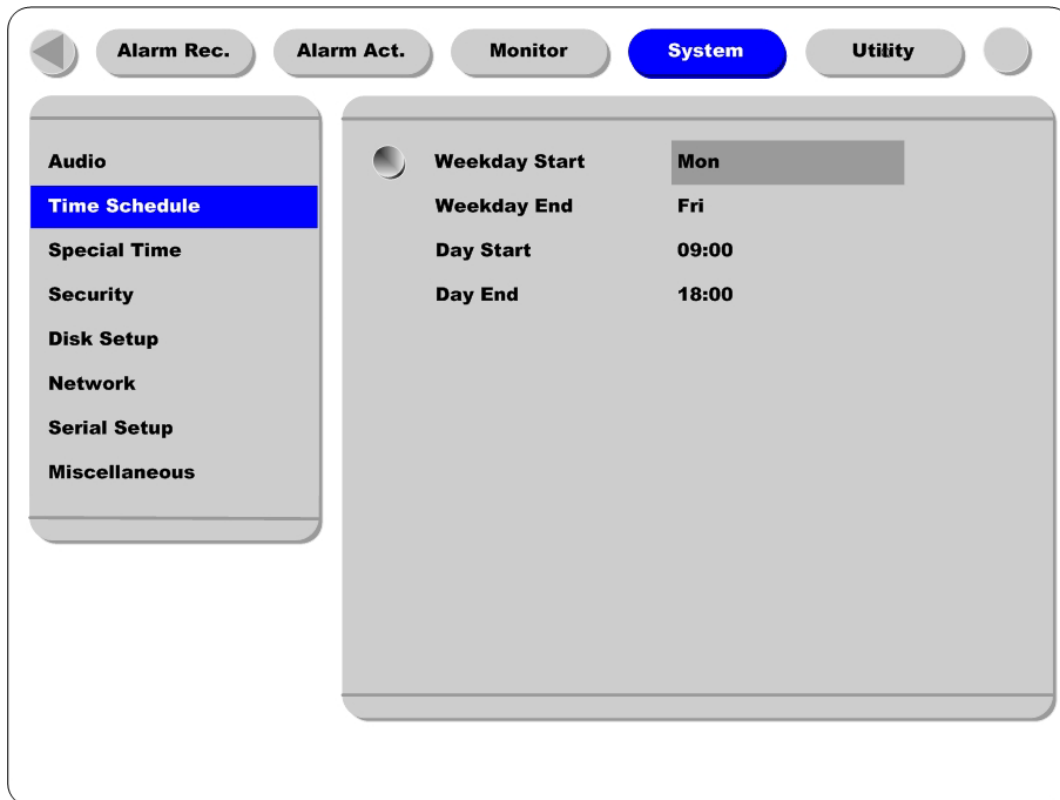 Alarm Rec. Alarm Act. Monitor System Utility
Audio
Time Schedule
Special Time
Security
Disk Setup
Network
Serial Setup
Miscellaneous
Weekday Start Mon
Weekday End Fri
Day Start 09:00
Day End 18:00